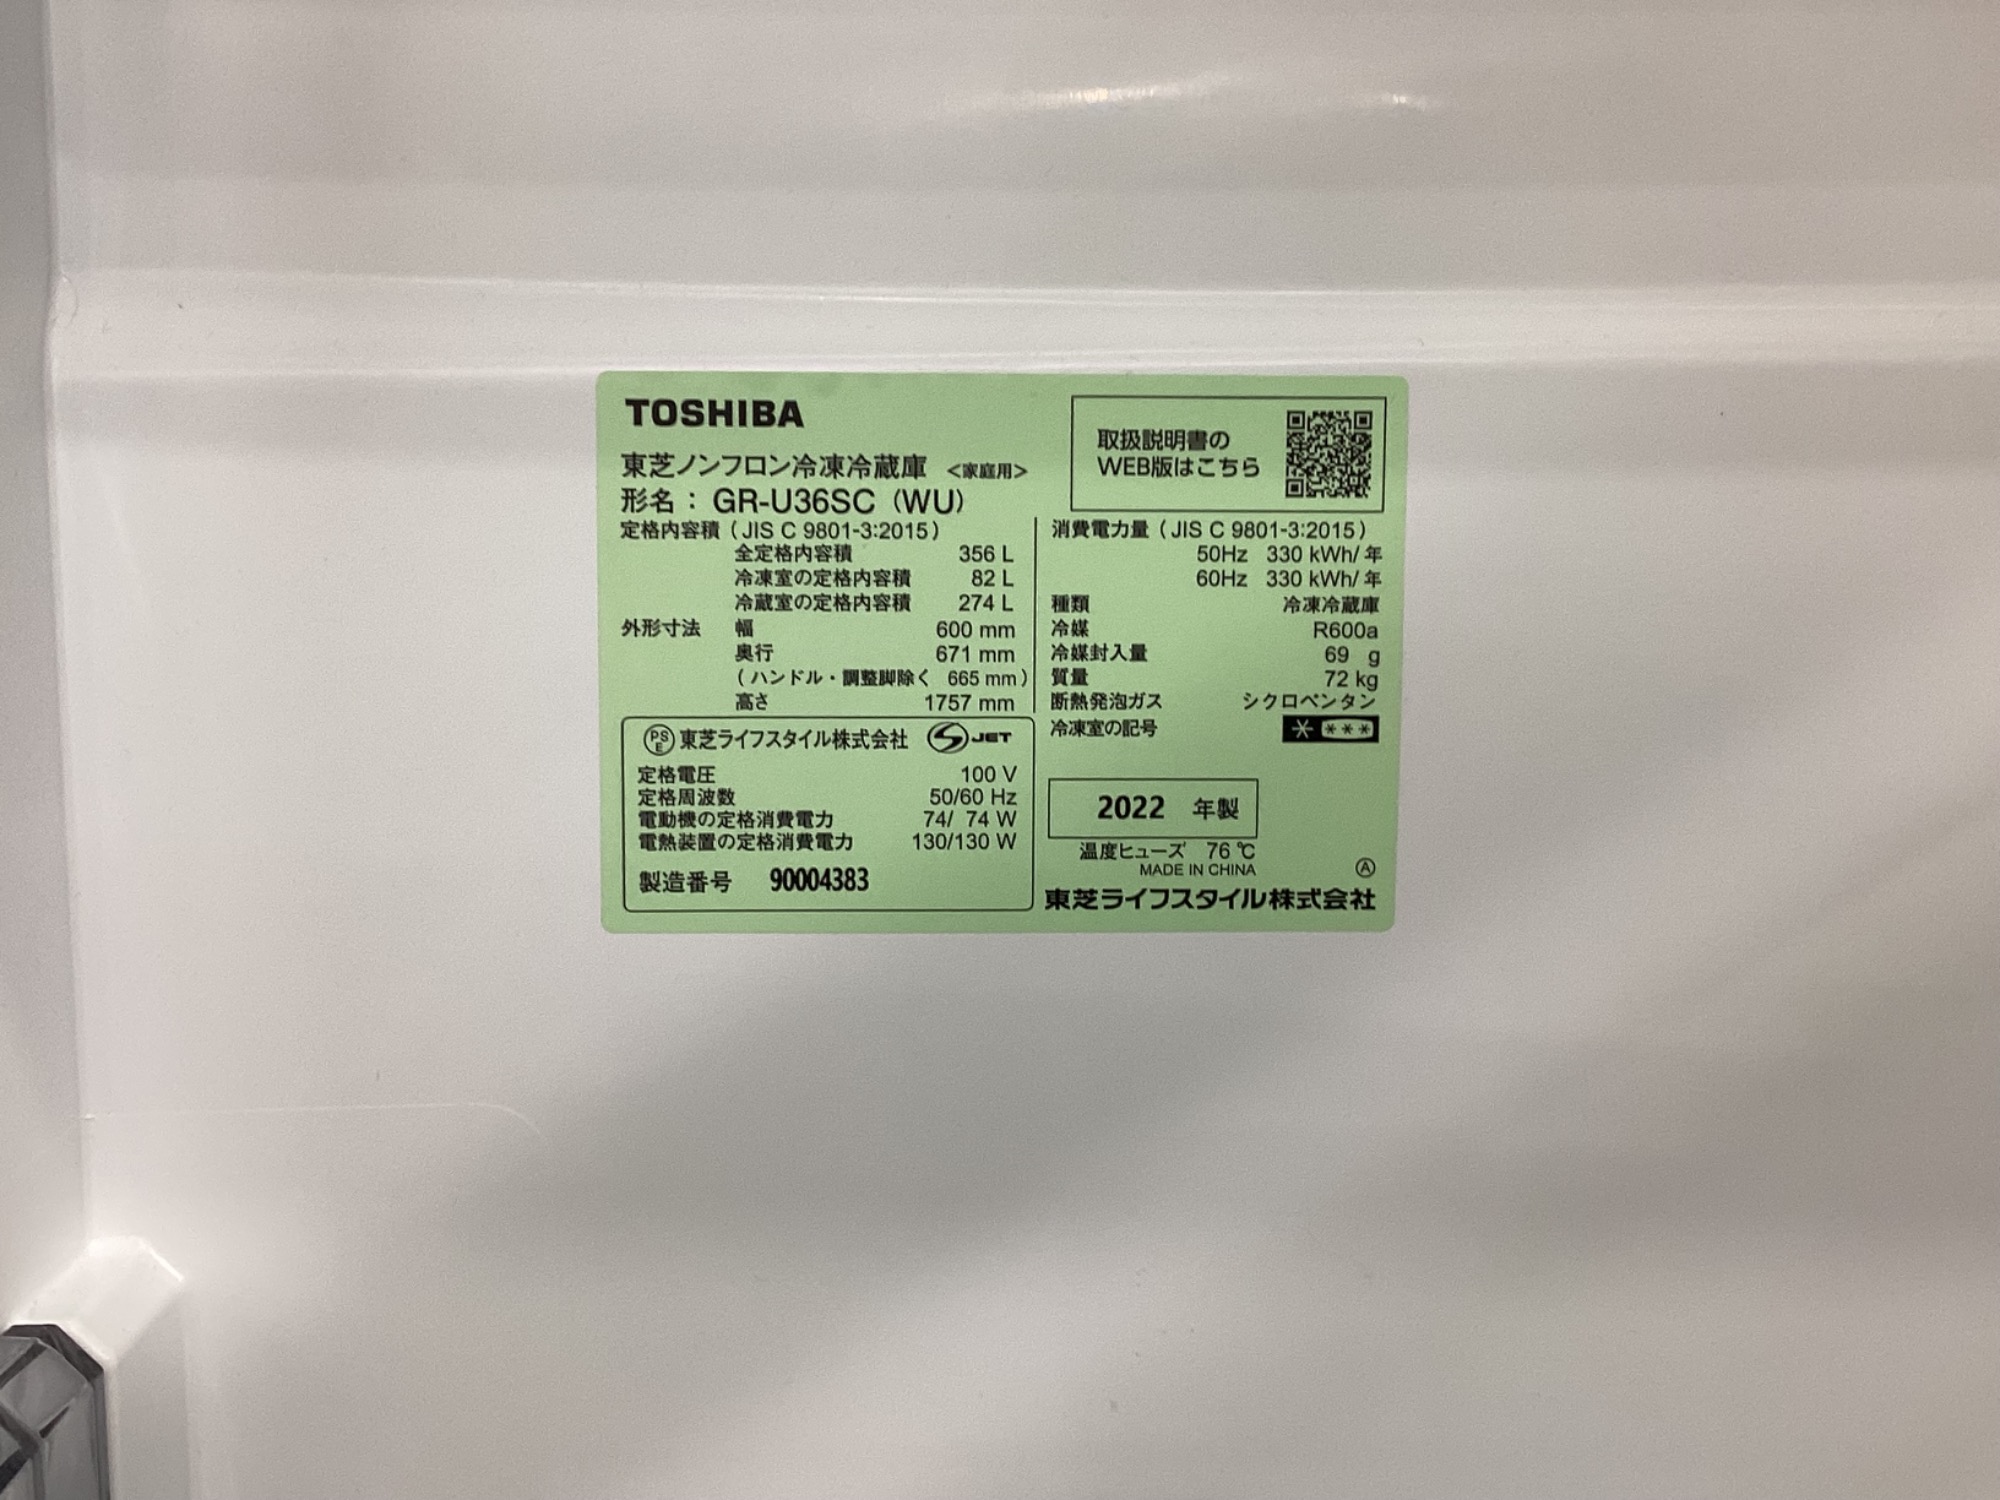 TOSHIBA
東芝ノンフロン冷凍冷蔵庫 <家庭用>
形名： GR-U36SC (WU)
取扱説明書の
WEB版はこちら
定格内容積 ( JIS C 9801-3:2015 )
全定格内容積 356 L
冷凍室の定格内容積 82 L
冷蔵室の定格内容積 274 L
外形寸法 幅 600 mm
奥行 671 mm
( ハンドル・調整脚除く 665 mm )
高さ 1757 mm
PS E 東芝ライフスタイル株式会社 S JET
定格電圧 100 V
定格周波数 50/60 Hz
電動機の定格消費電力 74/ 74 W
電熱装置の定格消費電力 130/130 W
製造番号 90004383
消費電力量 ( JIS C 9801-3:2015 )
50Hz 330 kWh/ 年
60Hz 330 kWh/ 年
種類 冷凍冷蔵庫
冷媒 R600a
冷媒封入量 69 g
質量 72 kg
断熱発泡ガス シクロペンタン
冷凍室の記号 * ***
2022 年製
温度ヒューズ 76 ℃
MADE IN CHINA Ⓐ
東芝ライフスタイル株式会社